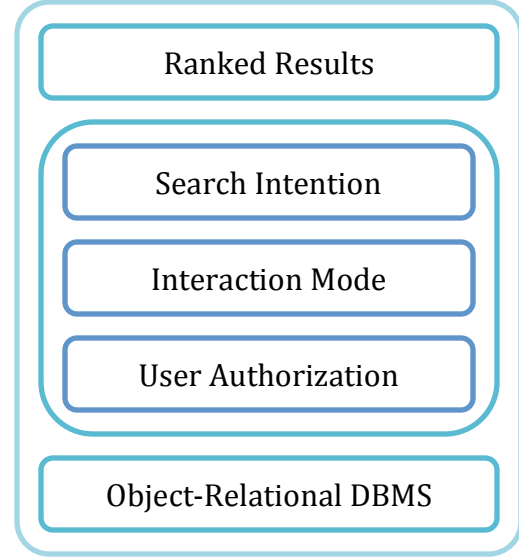 Ranked Results
Search Intention
Interaction Mode
User Authorization
Object-Relational DBMS